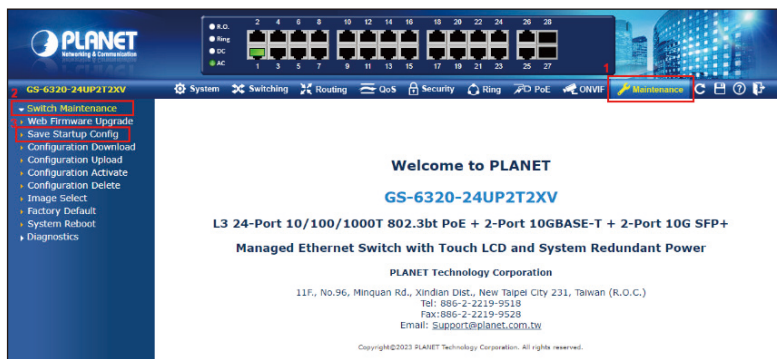 PLANET
Networking & Communication
R.O.
Ring
DC
AC
2 4 6 8 10 12 14 16 18 20 22 24 26 28
1 3 5 7 9 11 13 15 17 19 21 23 25 27
1
2
GS-6320-24UP2T2XV
System Switching Routing QoS Security Ring PoE ONVIF Maintenance
Switch Maintenance
Web Firmware Upgrade
Save Startup Config
Configuration Download
Configuration Upload
Configuration Activate
Configuration Delete
Image Select
Factory Default
System Reboot
Diagnostics
Welcome to PLANET
GS-6320-24UP2T2XV
L3 24-Port 10/100/1000T 802.3bt PoE + 2-Port 10GBASE-T + 2-Port 10G SFP+
Managed Ethernet Switch with Touch LCD and System Redundant Power
PLANET Technology Corporation
11F., No.96, Minquan Rd., Xindian Dist., New Taipei City 231, Taiwan (R.O.C.)
Tel: 886-2-2219-9518
Fax:886-2-2219-9528
Email: Support@planet.com.tw
Copyright©2023 PLANET Technology Corporation. All rights reserved.